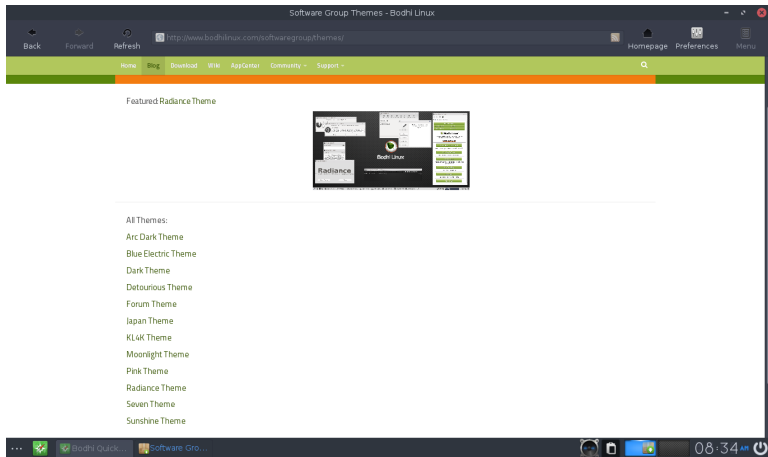 Software Group Themes - Bodhi Linux
Back
Forward
Refresh
http://www.bodhilinux.com/softwaregroup/themes/
Homepage
Preferences
Menu
Home
Blog
Download
Wiki
AppCenter
Community
Support
Featured: Radiance Theme
Bodhi Linux
Radiance
All Themes:
Arc Dark Theme
Blue Electric Theme
Dark Theme
Detourious Theme
Forum Theme
Japan Theme
KL4K Theme
Moonlight Theme
Pink Theme
Radiance Theme
Seven Theme
Sunshine Theme
Bodhi Quick...
Software Gro...
08:34 AM